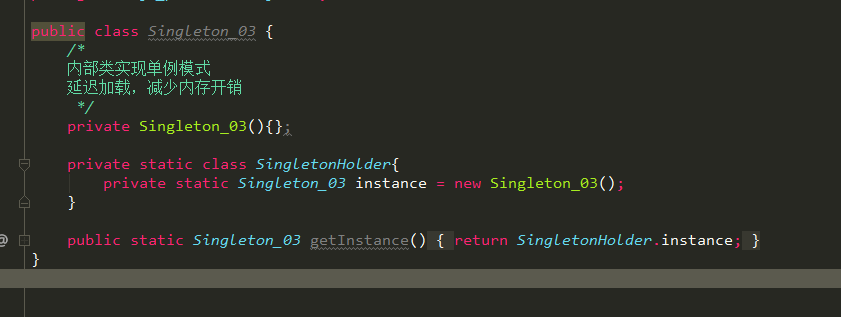 public class Singleton_03 {
/*
内部类实现单例模式
延迟加载，减少内存开销
*/
private Singleton_03(){};
private static class SingletonHolder{
private static Singleton_03 instance = new Singleton_03();
}
@ public static Singleton_03 getInstance() { return SingletonHolder.instance; }
}